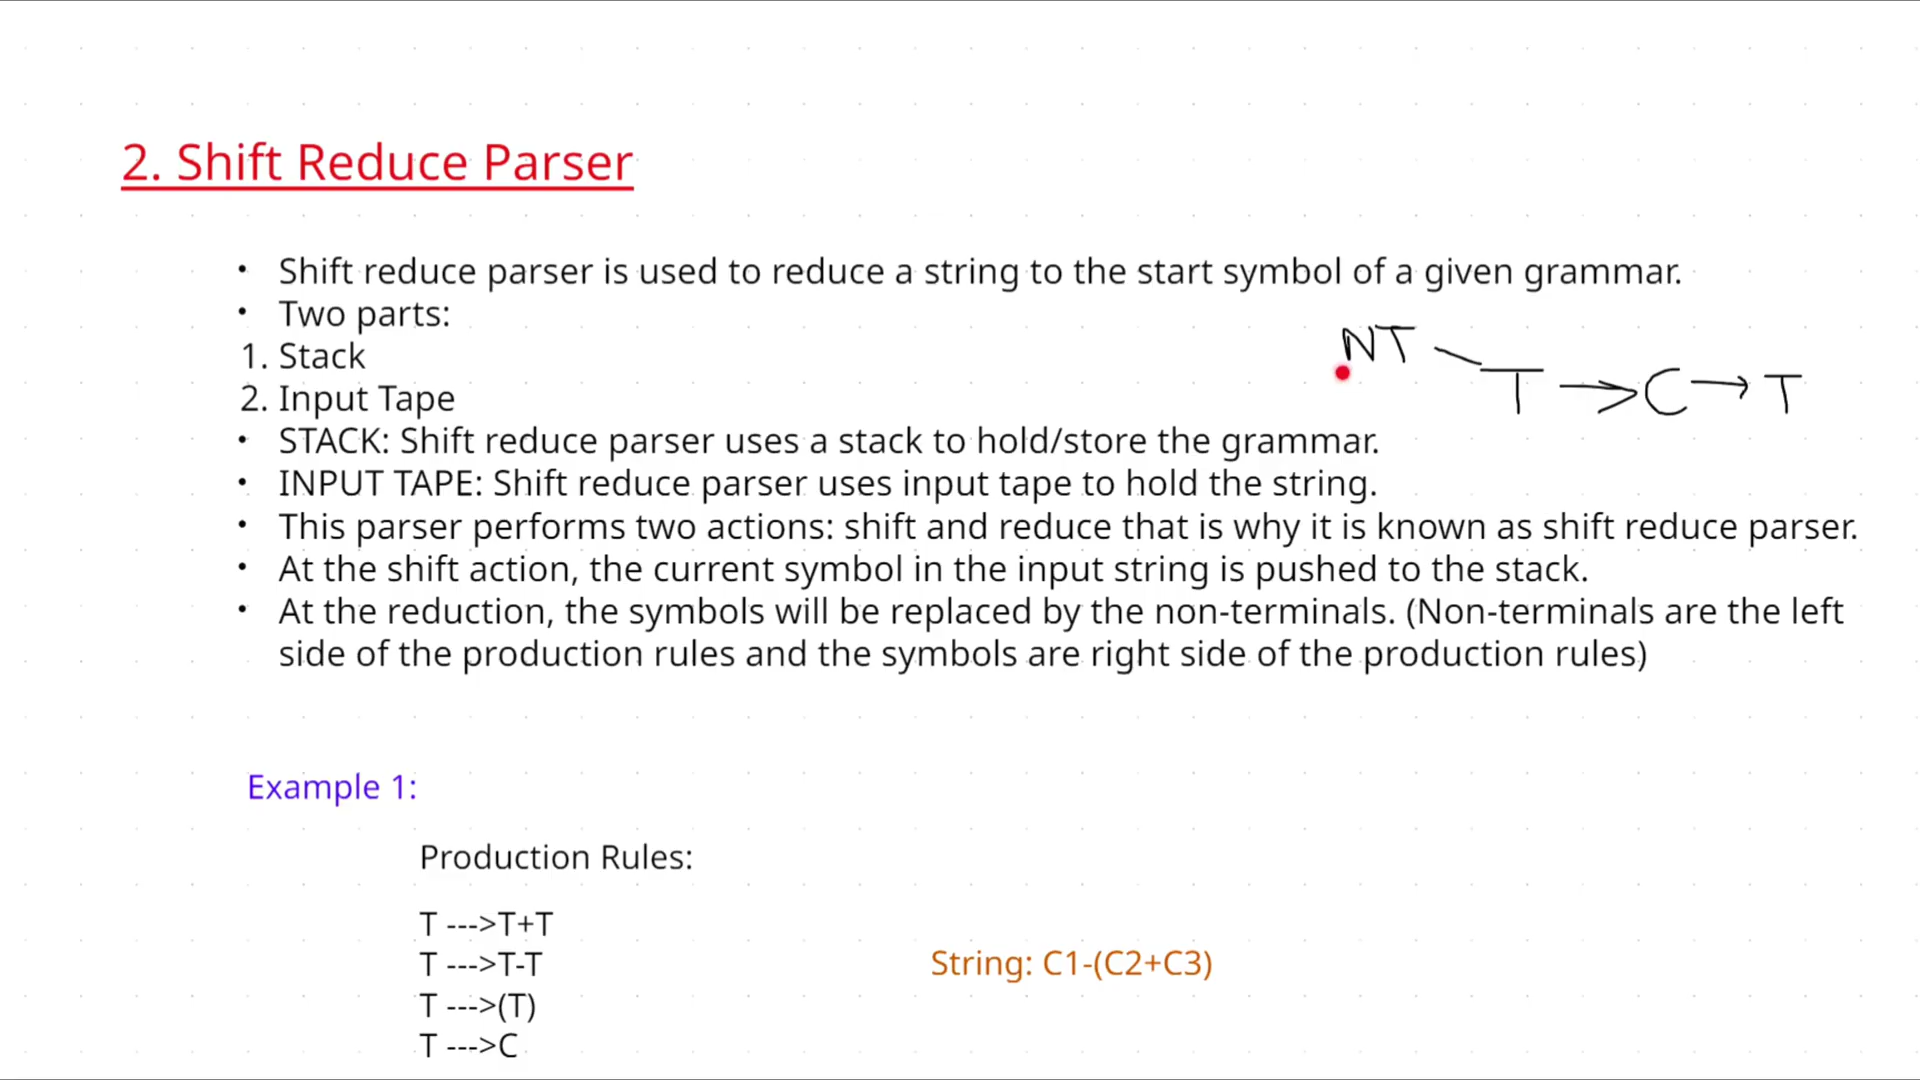 2. Shift Reduce Parser
• Shift reduce parser is used to reduce a string to the start symbol of a given grammar.
• Two parts:
1. Stack
2. Input Tape
NT
T → C → T
• STACK: Shift reduce parser uses a stack to hold/store the grammar.
• INPUT TAPE: Shift reduce parser uses input tape to hold the string.
• This parser performs two actions: shift and reduce that is why it is known as shift reduce parser.
• At the shift action, the current symbol in the input string is pushed to the stack.
• At the reduction, the symbols will be replaced by the non-terminals. (Non-terminals are the left
side of the production rules and the symbols are right side of the production rules)
Example 1:
Production Rules:
T --->T+T
T --->T-T
String: C1-(C2+C3)
T --->(T)
T --->C